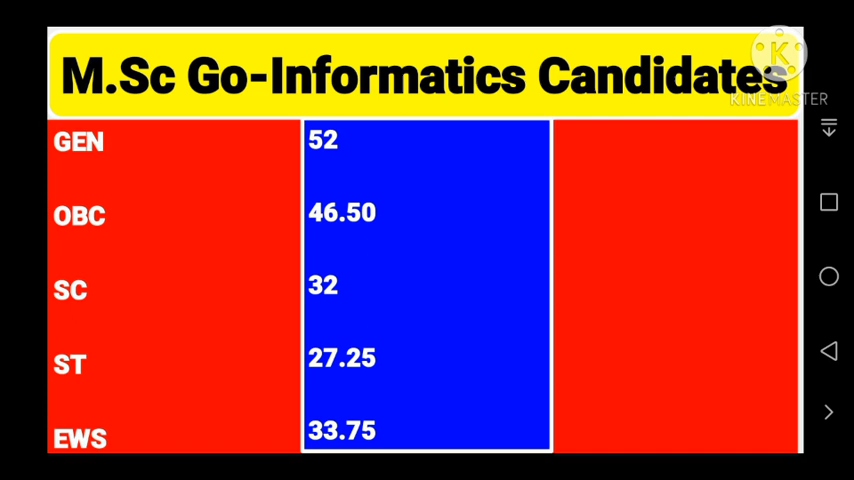 M.Sc Go-Informatics Candidates
K
KINEMASTER
GEN 52
OBC 46.50
SC 32
ST 27.25
EWS 33.75